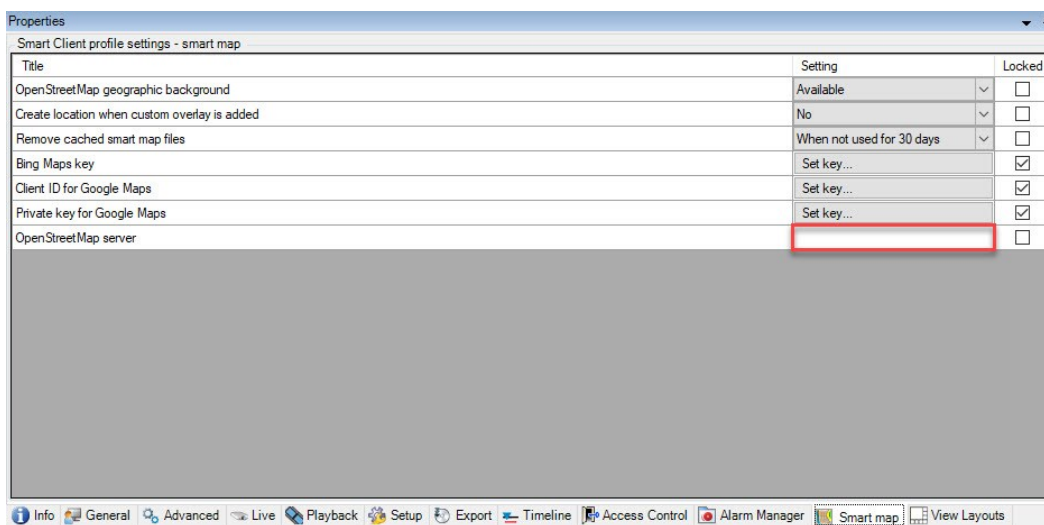 Properties
Smart Client profile settings - smart map
Title Setting Locked
OpenStreetMap geographic background Available
Create location when custom overlay is added No
Remove cached smart map files When not used for 30 days
Bing Maps key Set key...
Client ID for Google Maps Set key...
Private key for Google Maps Set key...
OpenStreetMap server
Info General Advanced Live Playback Setup Export Timeline Access Control Alarm Manager Smart map View Layouts